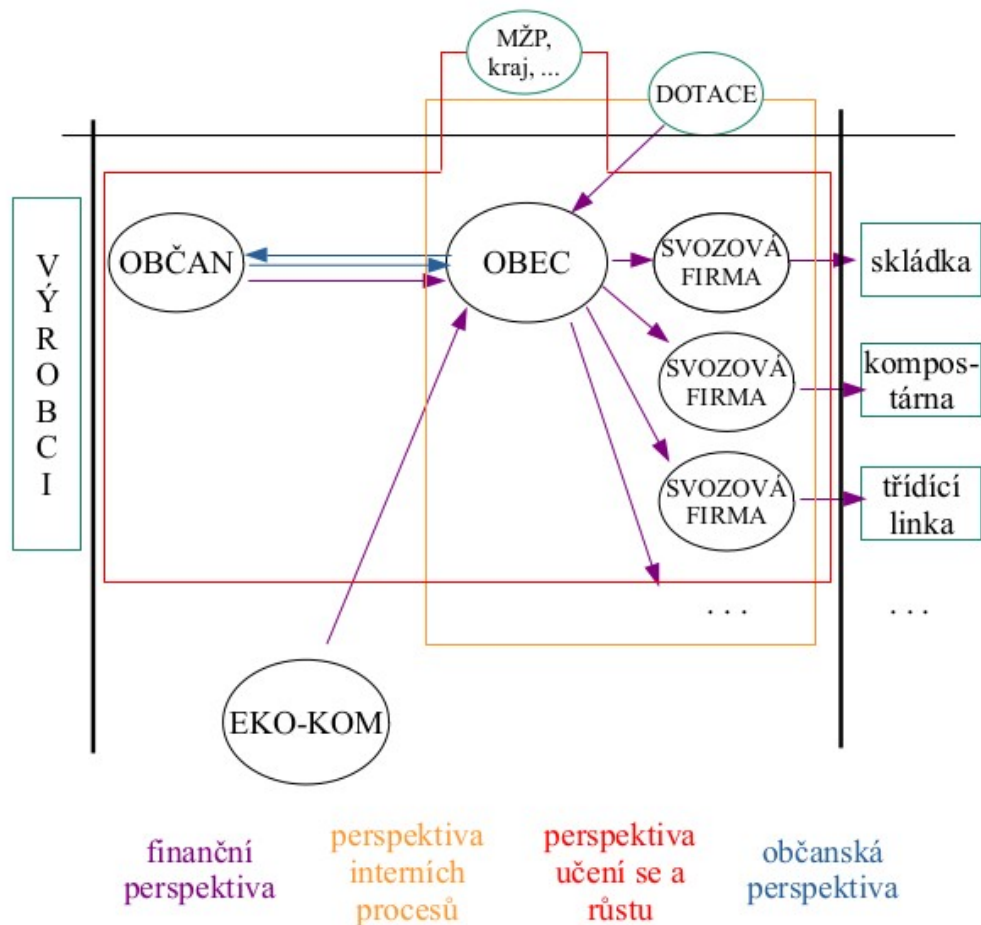 MŽP,
kraj, ...
DOTACE
VÝROBCI
OBČAN
OBEC
SVOZOVÁ
FIRMA
skládka
SVOZOVÁ
FIRMA
kompos-
tárna
SVOZOVÁ
FIRMA
třídící
linka
. . .
. . .
EKO-KOM
finanční
perspektiva
perspektiva
interních
procesů
perspektiva
učení se a
růstu
občanská
perspektiva